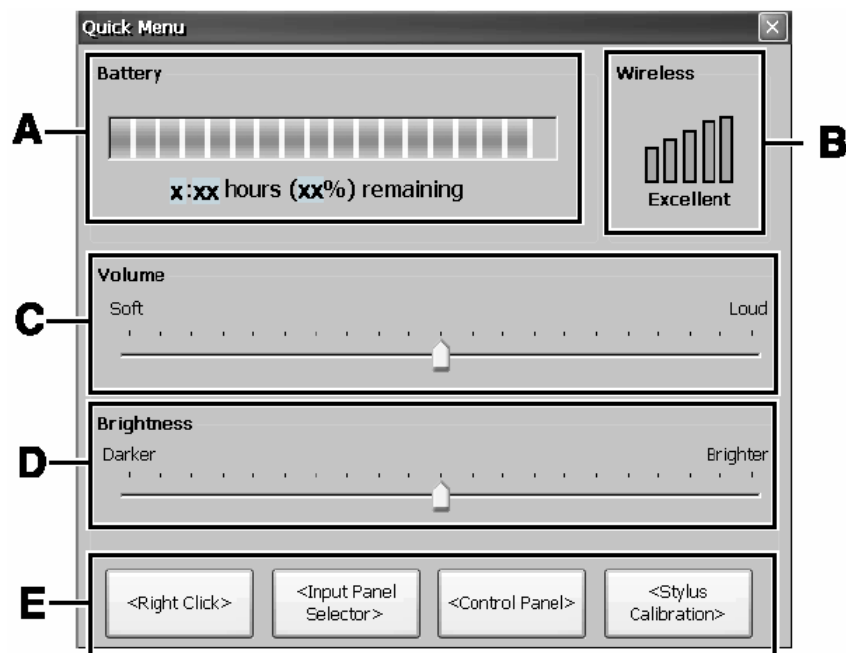 Quick Menu
Battery
Wireless
A
B
x:xx hours (xx%) remaining
Excellent
Volume
Soft
Loud
C
Brightness
Darker
Brighter
D
E
<Right Click>
<Input Panel
Selector>
<Control Panel>
<Stylus
Calibration>